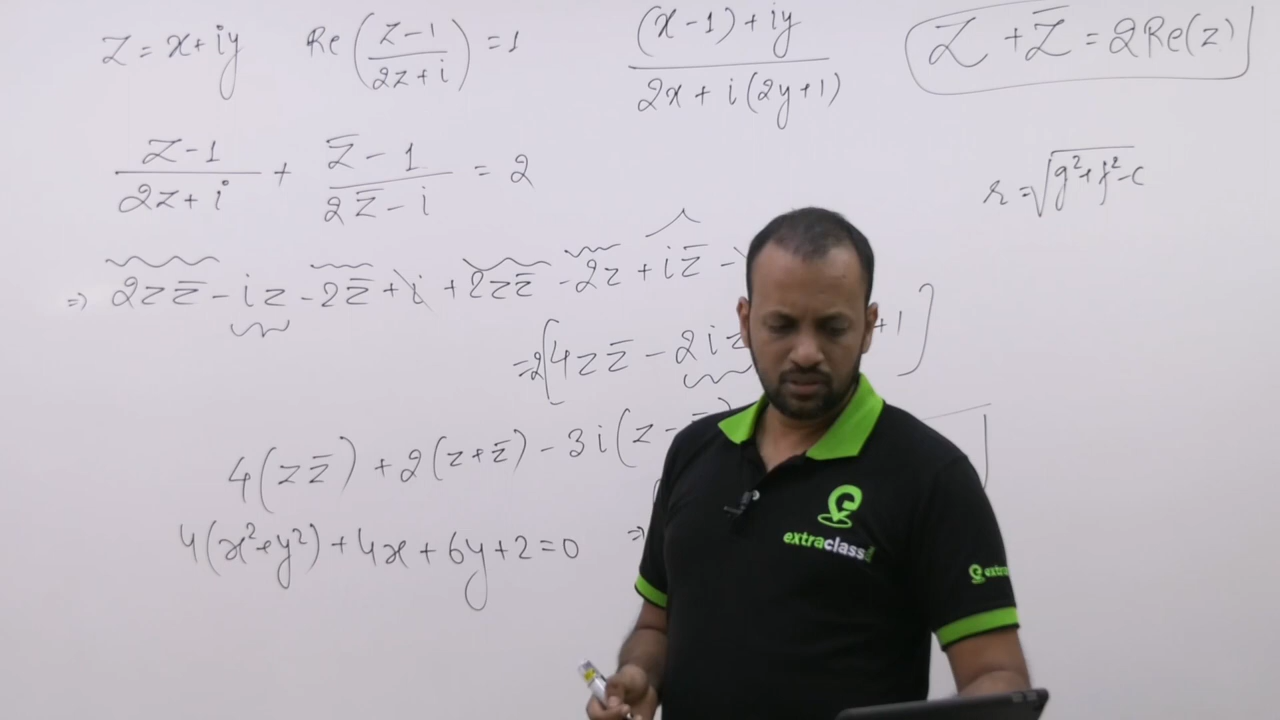 z = x+iy   Re((z-1)/(2z+i)) = 1   ((x-1)+iy)/(2x+i(2y+1))   z + z̄ = 2Re(z)
(z-1)/(2z+i) + (z̄-1)/(2z̄-i) = 2   r = √(g²+f²-c)
⇒ 2zz̄ - iz - 2z̄ + i + 2zz̄ - 2z + iz̄ -
=2[4zz̄ - 2iz +1]
4(zz̄) + 2(z+z̄) - 3i(z-
4(x²+y²) + 4x + 6y + 2 = 0 ⇒
extraclass
extra